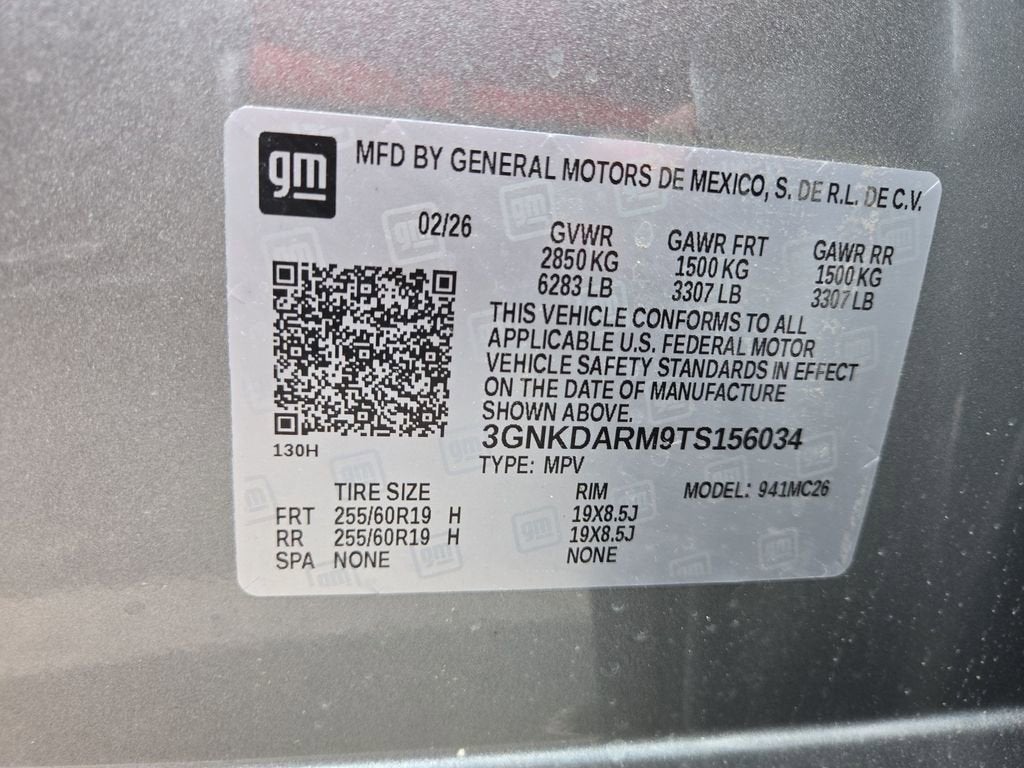 gm MFD BY GENERAL MOTORS DE MEXICO, S. DE R.L. DE C.V.
02/26 GVWR GAWR FRT GAWR RR
2850 KG 1500 KG 1500 KG
6283 LB 3307 LB 3307 LB
THIS VEHICLE CONFORMS TO ALL
APPLICABLE U.S. FEDERAL MOTOR
VEHICLE SAFETY STANDARDS IN EFFECT
ON THE DATE OF MANUFACTURE
SHOWN ABOVE.
130H 3GNKDARM9TS156034
TYPE: MPV
TIRE SIZE RIM MODEL: 941MC26
FRT 255/60R19 H 19X8.5J
RR 255/60R19 H 19X8.5J
SPA NONE NONE